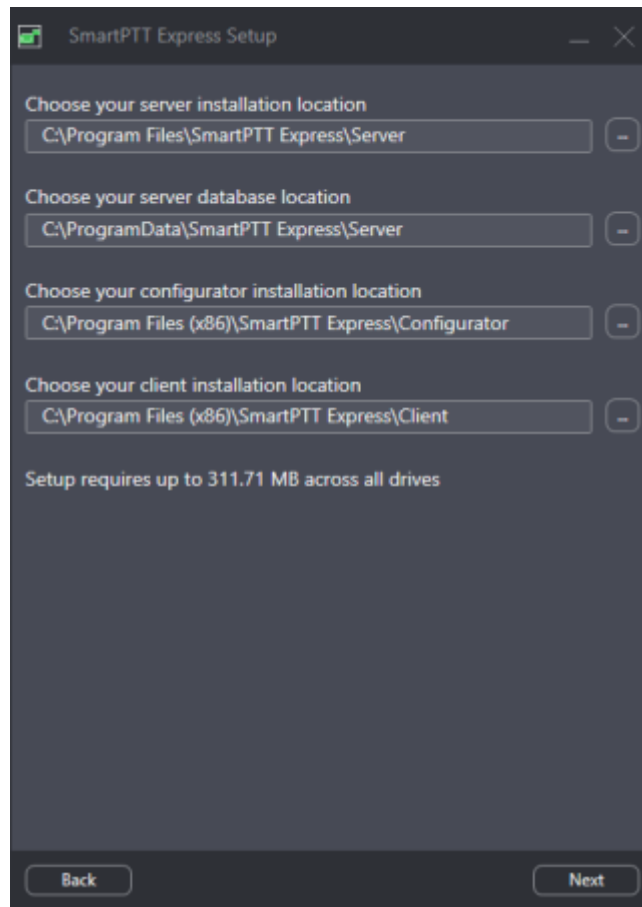 SmartPTT Express Setup
Choose your server installation location
C:\Program Files\SmartPTT Express\Server
Choose your server database location
C:\ProgramData\SmartPTT Express\Server
Choose your configurator installation location
C:\Program Files (x86)\SmartPTT Express\Configurator
Choose your client installation location
C:\Program Files (x86)\SmartPTT Express\Client
Setup requires up to 311.71 MB across all drives
Back Next